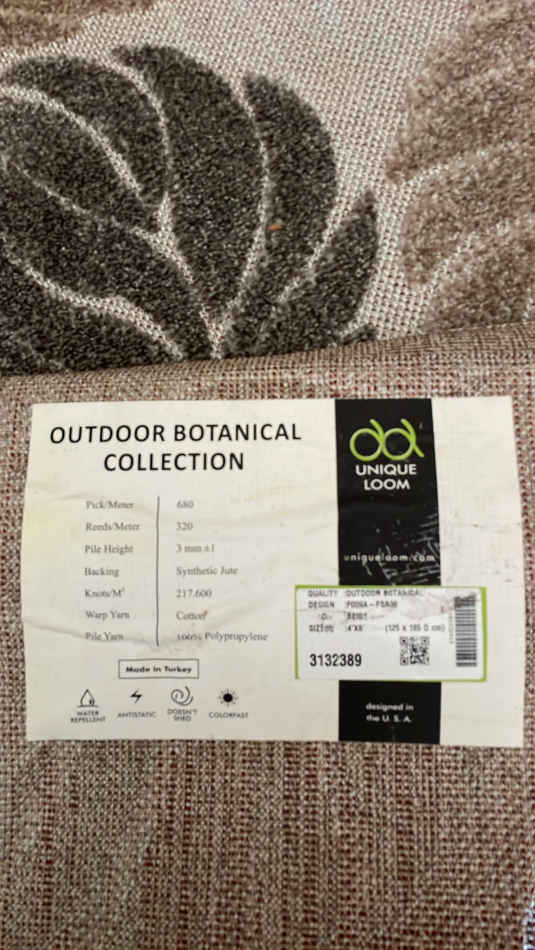 OUTDOOR BOTANICAL
COLLECTION
Pick/Meter 680
Reeds/Meter 320
Pile Height 3 mm ±1
Backing Synthetic Jute
Knots/M² 217.600
Warp Yarn Cotton
Pile Yarn 100% Polypropylene
Made in Turkey
WATER
REPELLENT
ANTISTATIC
DOESN'T
SHED
COLORFAST
UNIQUE
LOOM
uniqueloom.com
QUALITY OUTDOOR BOTANICAL
DESIGN
SIZE(ft)
3132389
designed in
the U. S. A.